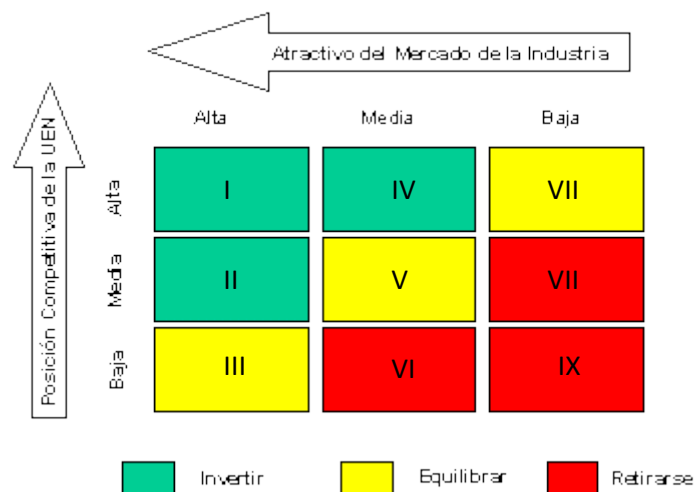 Atractivo del Mercado de la Industria
Posición Competitiva de la UEN
Alta Media Baja
Alta I IV VII
Media II V VII
Baja III VI IX
Invertir Equilibrar Retirarse